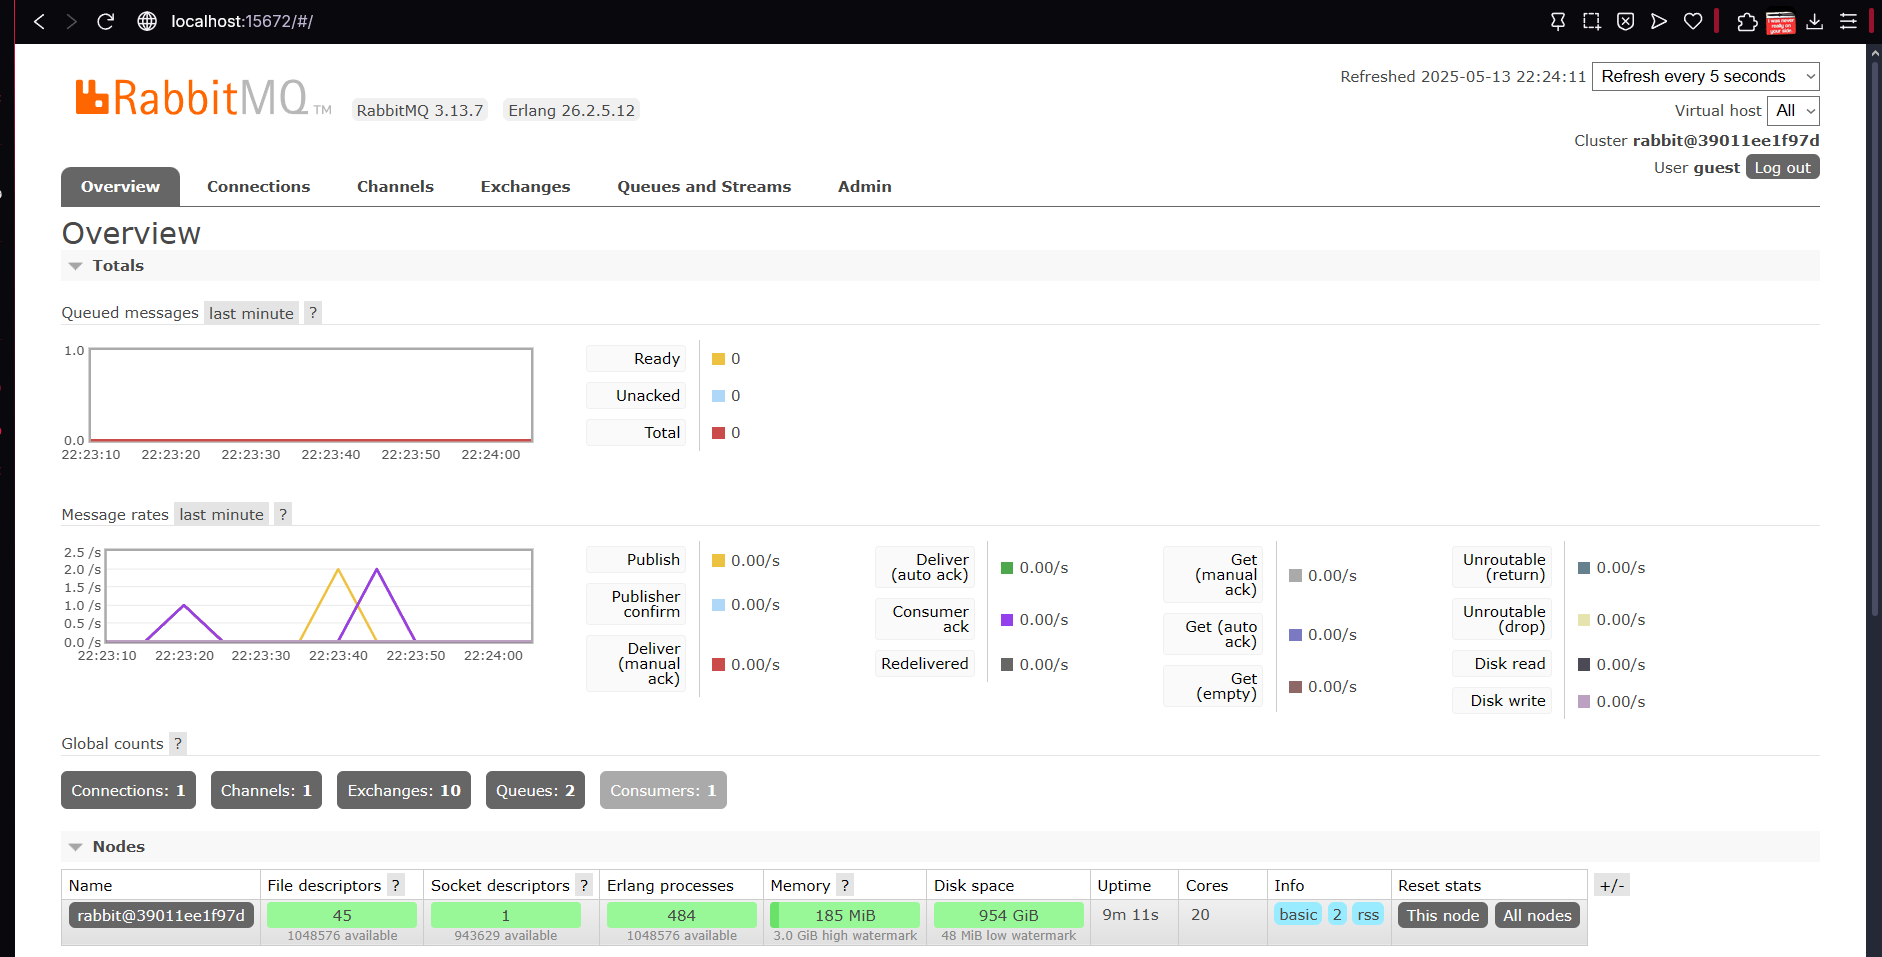 localhost:15672/#/
I was never
really on
your side
RabbitMQ TM
RabbitMQ 3.13.7 Erlang 26.2.5.12
Refreshed 2025-05-13 22:24:11 Refresh every 5 seconds
Virtual host All
Cluster rabbit@39011ee1f97d
User guest Log out
Overview Connections Channels Exchanges Queues and Streams Admin
Overview
Totals
Queued messages last minute ?
1.0
0.0
22:23:10 22:23:20 22:23:30 22:23:40 22:23:50 22:24:00
Ready 0
Unacked 0
Total 0
Message rates last minute ?
2.5 /s
2.0 /s
1.5 /s
1.0 /s
0.5 /s
0.0 /s
22:23:10 22:23:20 22:23:30 22:23:40 22:23:50 22:24:00
Publish 0.00/s
Publisher
confirm 0.00/s
Deliver
(manual
ack) 0.00/s
Deliver
(auto ack) 0.00/s
Consumer
ack 0.00/s
Redelivered 0.00/s
Get
(manual
ack) 0.00/s
Get (auto
ack) 0.00/s
Get
(empty) 0.00/s
Unroutable
(return) 0.00/s
Unroutable
(drop) 0.00/s
Disk read 0.00/s
Disk write 0.00/s
Global counts ?
Connections: 1 Channels: 1 Exchanges: 10 Queues: 2 Consumers: 1
Nodes
Name File descriptors ? Socket descriptors ? Erlang processes Memory ? Disk space Uptime Cores Info Reset stats +/-
rabbit@39011ee1f97d 45 1 484 185 MiB 954 GiB 9m 11s 20 basic 2 rss This node All nodes
1048576 available 943629 available 1048576 available 3.0 GiB high watermark 48 MiB low watermark